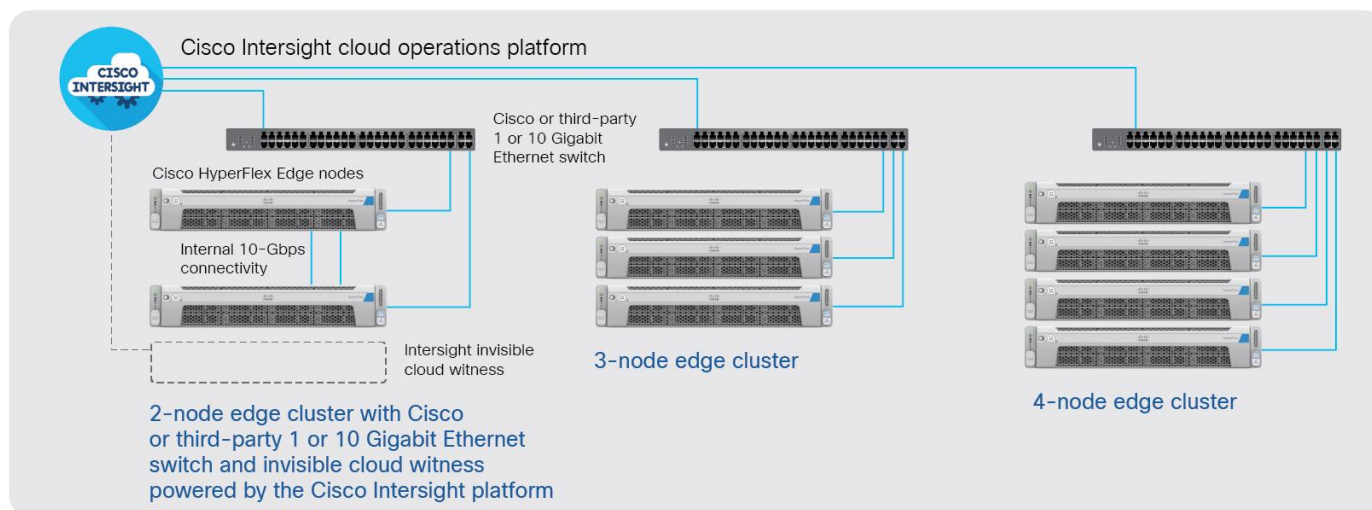 Cisco Intersight cloud operations platform
CISCO
INTERSIGHT
Cisco or third-party
1 or 10 Gigabit
Ethernet switch
Cisco HyperFlex Edge nodes
Internal 10-Gbps
connectivity
Intersight invisible
cloud witness
2-node edge cluster with Cisco
or third-party 1 or 10 Gigabit Ethernet
switch and invisible cloud witness
powered by the Cisco Intersight platform
3-node edge cluster
4-node edge cluster